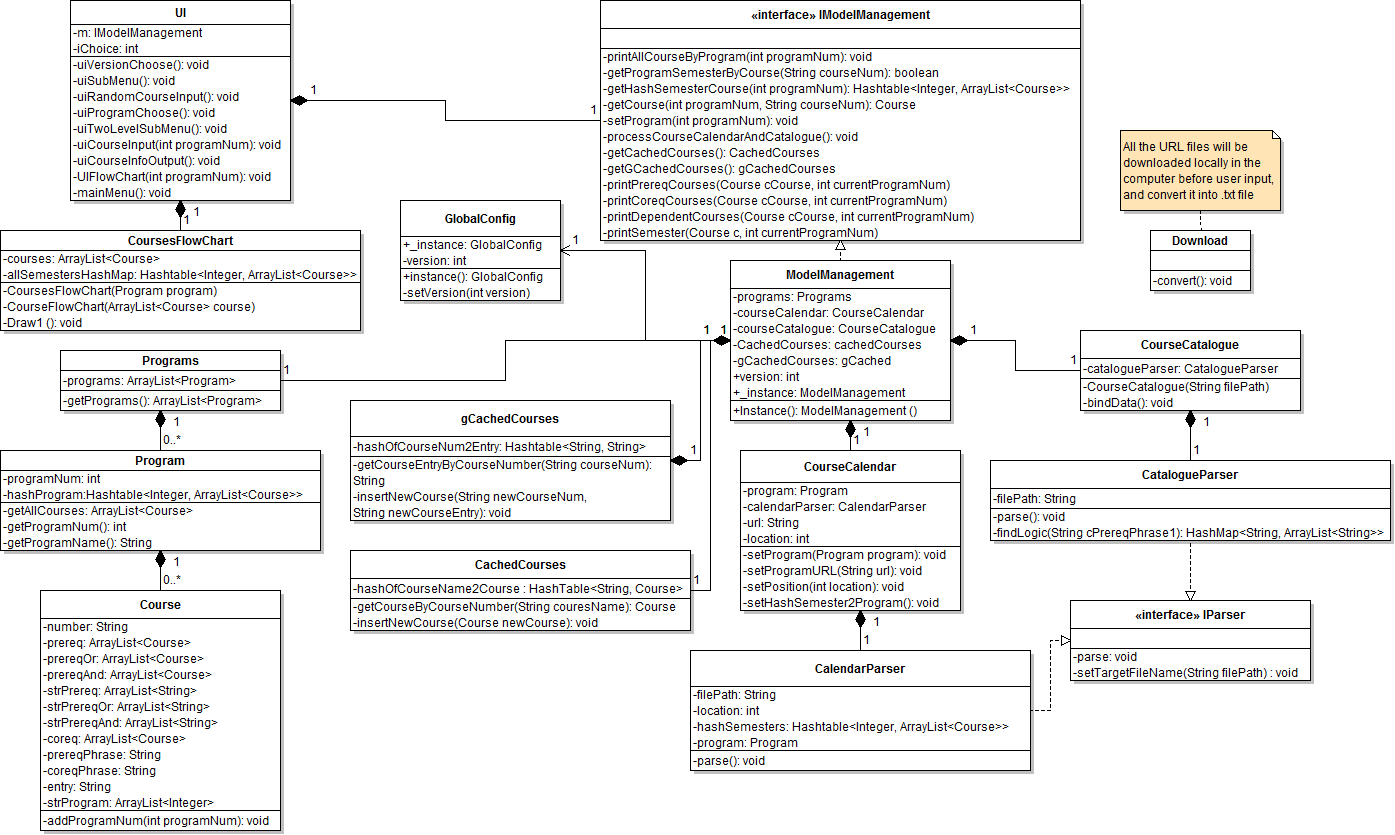 UI
-m: IModelManagement
-iChoice: int
-uiVersionChoose(): void
-uiSubMenu(): void
-uiRandomCourseInput(): void
-uiProgramChoose(): void
-uiTwoLevelSubMenu(): void
-uiCourseInput(int programNum): void
-uiCourseInfoOutput(): void
-UIFlowChart(int programNum): void
-mainMenu(): void
1
1
«interface» IModelManagement
-printAllCourseByProgram(int programNum): void
-getProgramSemesterByCourse(String courseNum): boolean
-getHashSemesterCourse(int programNum): Hashtable<Integer, ArrayList<Course>>
-getCourse(int programNum, String courseNum): Course
-setProgram(int programNum): void
-processCourseCalendarAndCatalogue(): void
-getCachedCourses(): CachedCourses
-getGCachedCourses(): gCachedCourses
-printPrereqCourses(Course cCourse, int currentProgramNum)
-printCoreqCourses(Course cCourse, int currentProgramNum)
-printDependentCourses(Course cCourse, int currentProgramNum)
-printSemester(Course c, int currentProgramNum)
All the URL files will be
downloaded locally in the
computer before user input,
and convert it into .txt file
Download
-convert(): void
1
1
CoursesFlowChart
-courses: ArrayList<Course>
-allSemestersHashMap: Hashtable<Integer, ArrayList<Course>>
-CoursesFlowChart(Program program)
-CourseFlowChart(ArrayList<Course> course)
-Draw1 (): void
GlobalConfig
+_instance: GlobalConfig
-version: int
+instance(): GlobalConfig
-setVersion(int version)
1
ModelManagement
-programs: Programs
-courseCalendar: CourseCalendar
-courseCatalogue: CourseCatalogue
-CachedCourses: cachedCourses
-gCachedCourses: gCached
+version: int
+_instance: ModelManagement
+Instance(): ModelManagement ()
1
1
1
1
CourseCatalogue
-catalogueParser: CatalogueParser
-CourseCatalogue(String filePath)
-bindData(): void
Programs
-programs: ArrayList<Program>
-getPrograms(): ArrayList<Program>
1
1
0..*
gCachedCourses
-hashOfCourseNum2Entry: Hashtable<String, String>
-getCourseEntryByCourseNumber(String courseNum):
String
-insertNewCourse(String newCourseNum,
String newCourseEntry): void
1
1
1
1
1
Program
-programNum: int
-hashProgram:Hashtable<Integer, ArrayList<Course>>
-getAllCourses: ArrayList<Course>
-getProgramNum(): int
-getProgramName(): String
CourseCalendar
-program: Program
-calendarParser: CalendarParser
-url: String
-location: int
-setProgram(Program program): void
-setProgramURL(String url): void
-setPosition(int location): void
-setHashSemester2Program(): void
CatalogueParser
-filePath: String
-parse(): void
-findLogic(String cPrereqPhrase1): HashMap<String, ArrayList<String>>
1
0..*
CachedCourses
-hashOfCourseName2Course : HashTable<String, Course>
-getCourseByCourseNumber(String couresName): Course
-insertNewCourse(Course newCourse): void
1
1
1
Course
-number: String
-prereq: ArrayList<Course>
-prereqOr: ArrayList<Course>
-prereqAnd: ArrayList<Course>
-strPrereq: ArrayList<String>
-strPrereqOr: ArrayList<String>
-strPrereqAnd: ArrayList<String>
-coreq: ArrayList<Course>
-prereqPhrase: String
-coreqPhrase: String
-entry: String
-strProgram: ArrayList<Integer>
-addProgramNum(int programNum): void
CalendarParser
-filePath: String
-location: int
-hashSemesters: Hashtable<Integer, ArrayList<Course>>
-program: Program
-parse(): void
«interface» IParser
-parse: void
-setTargetFileName(String filePath) : void